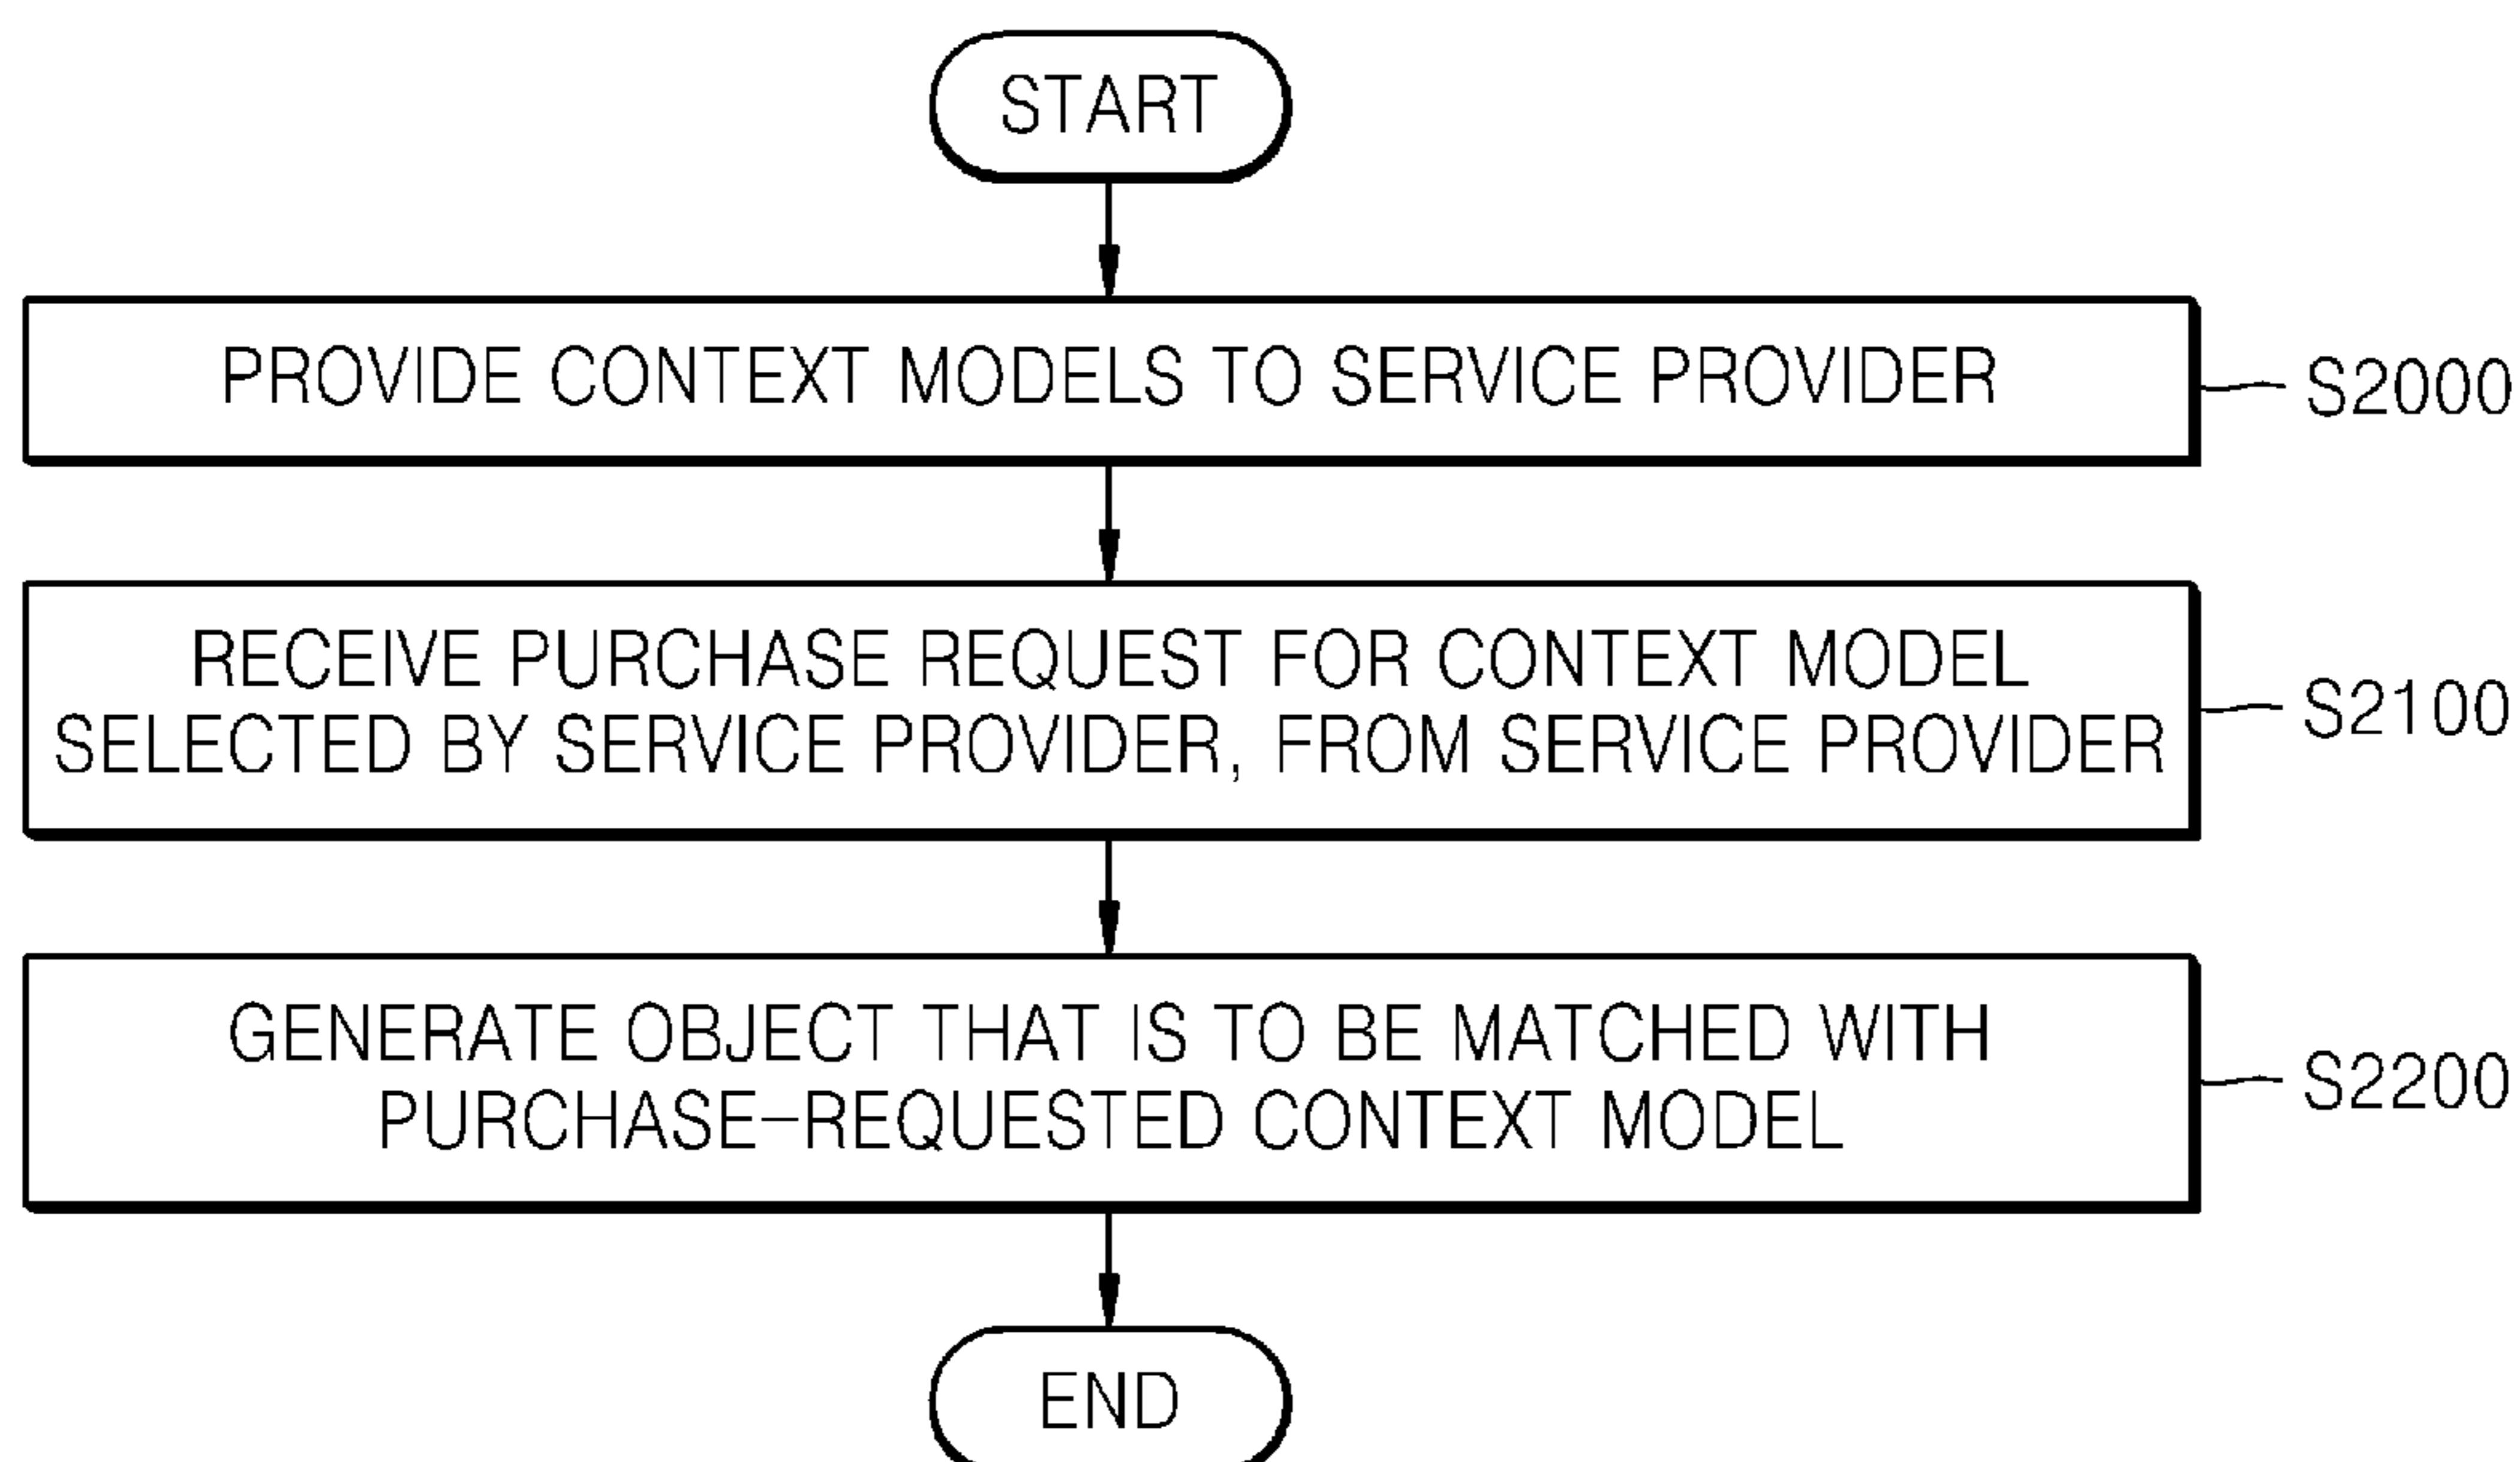 START
PROVIDE CONTEXT MODELS TO SERVICE PROVIDER
S2000
RECEIVE PURCHASE REQUEST FOR CONTEXT MODEL
SELECTED BY SERVICE PROVIDER, FROM SERVICE PROVIDER
S2100
GENERATE OBJECT THAT IS TO BE MATCHED WITH
PURCHASE-REQUESTED CONTEXT MODEL
S2200
END